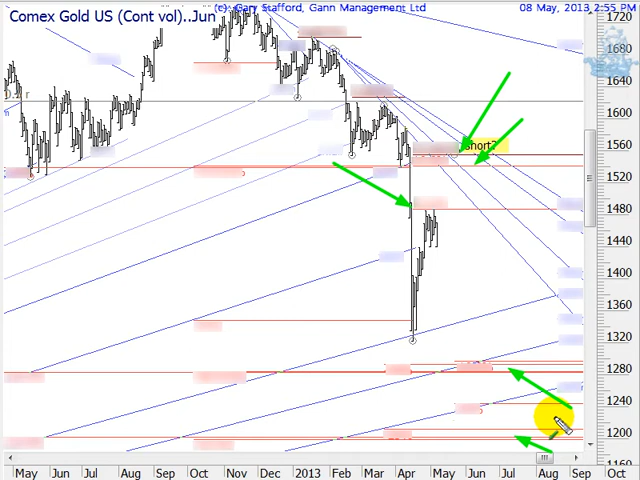 Comex Gold US (Cont vol)..Jun
(c): Gary Stafford, Gann Management Ltd
08 May, 2013 2:55 PM
1720
1680
1640
1600
1560
1520
1480
1440
1400
1360
1320
1280
1240
1200
Short?
May Jun Jul Aug Sep Oct Nov Dec 2013 Feb Mar Apr May Jun Jul Aug Sep Oct